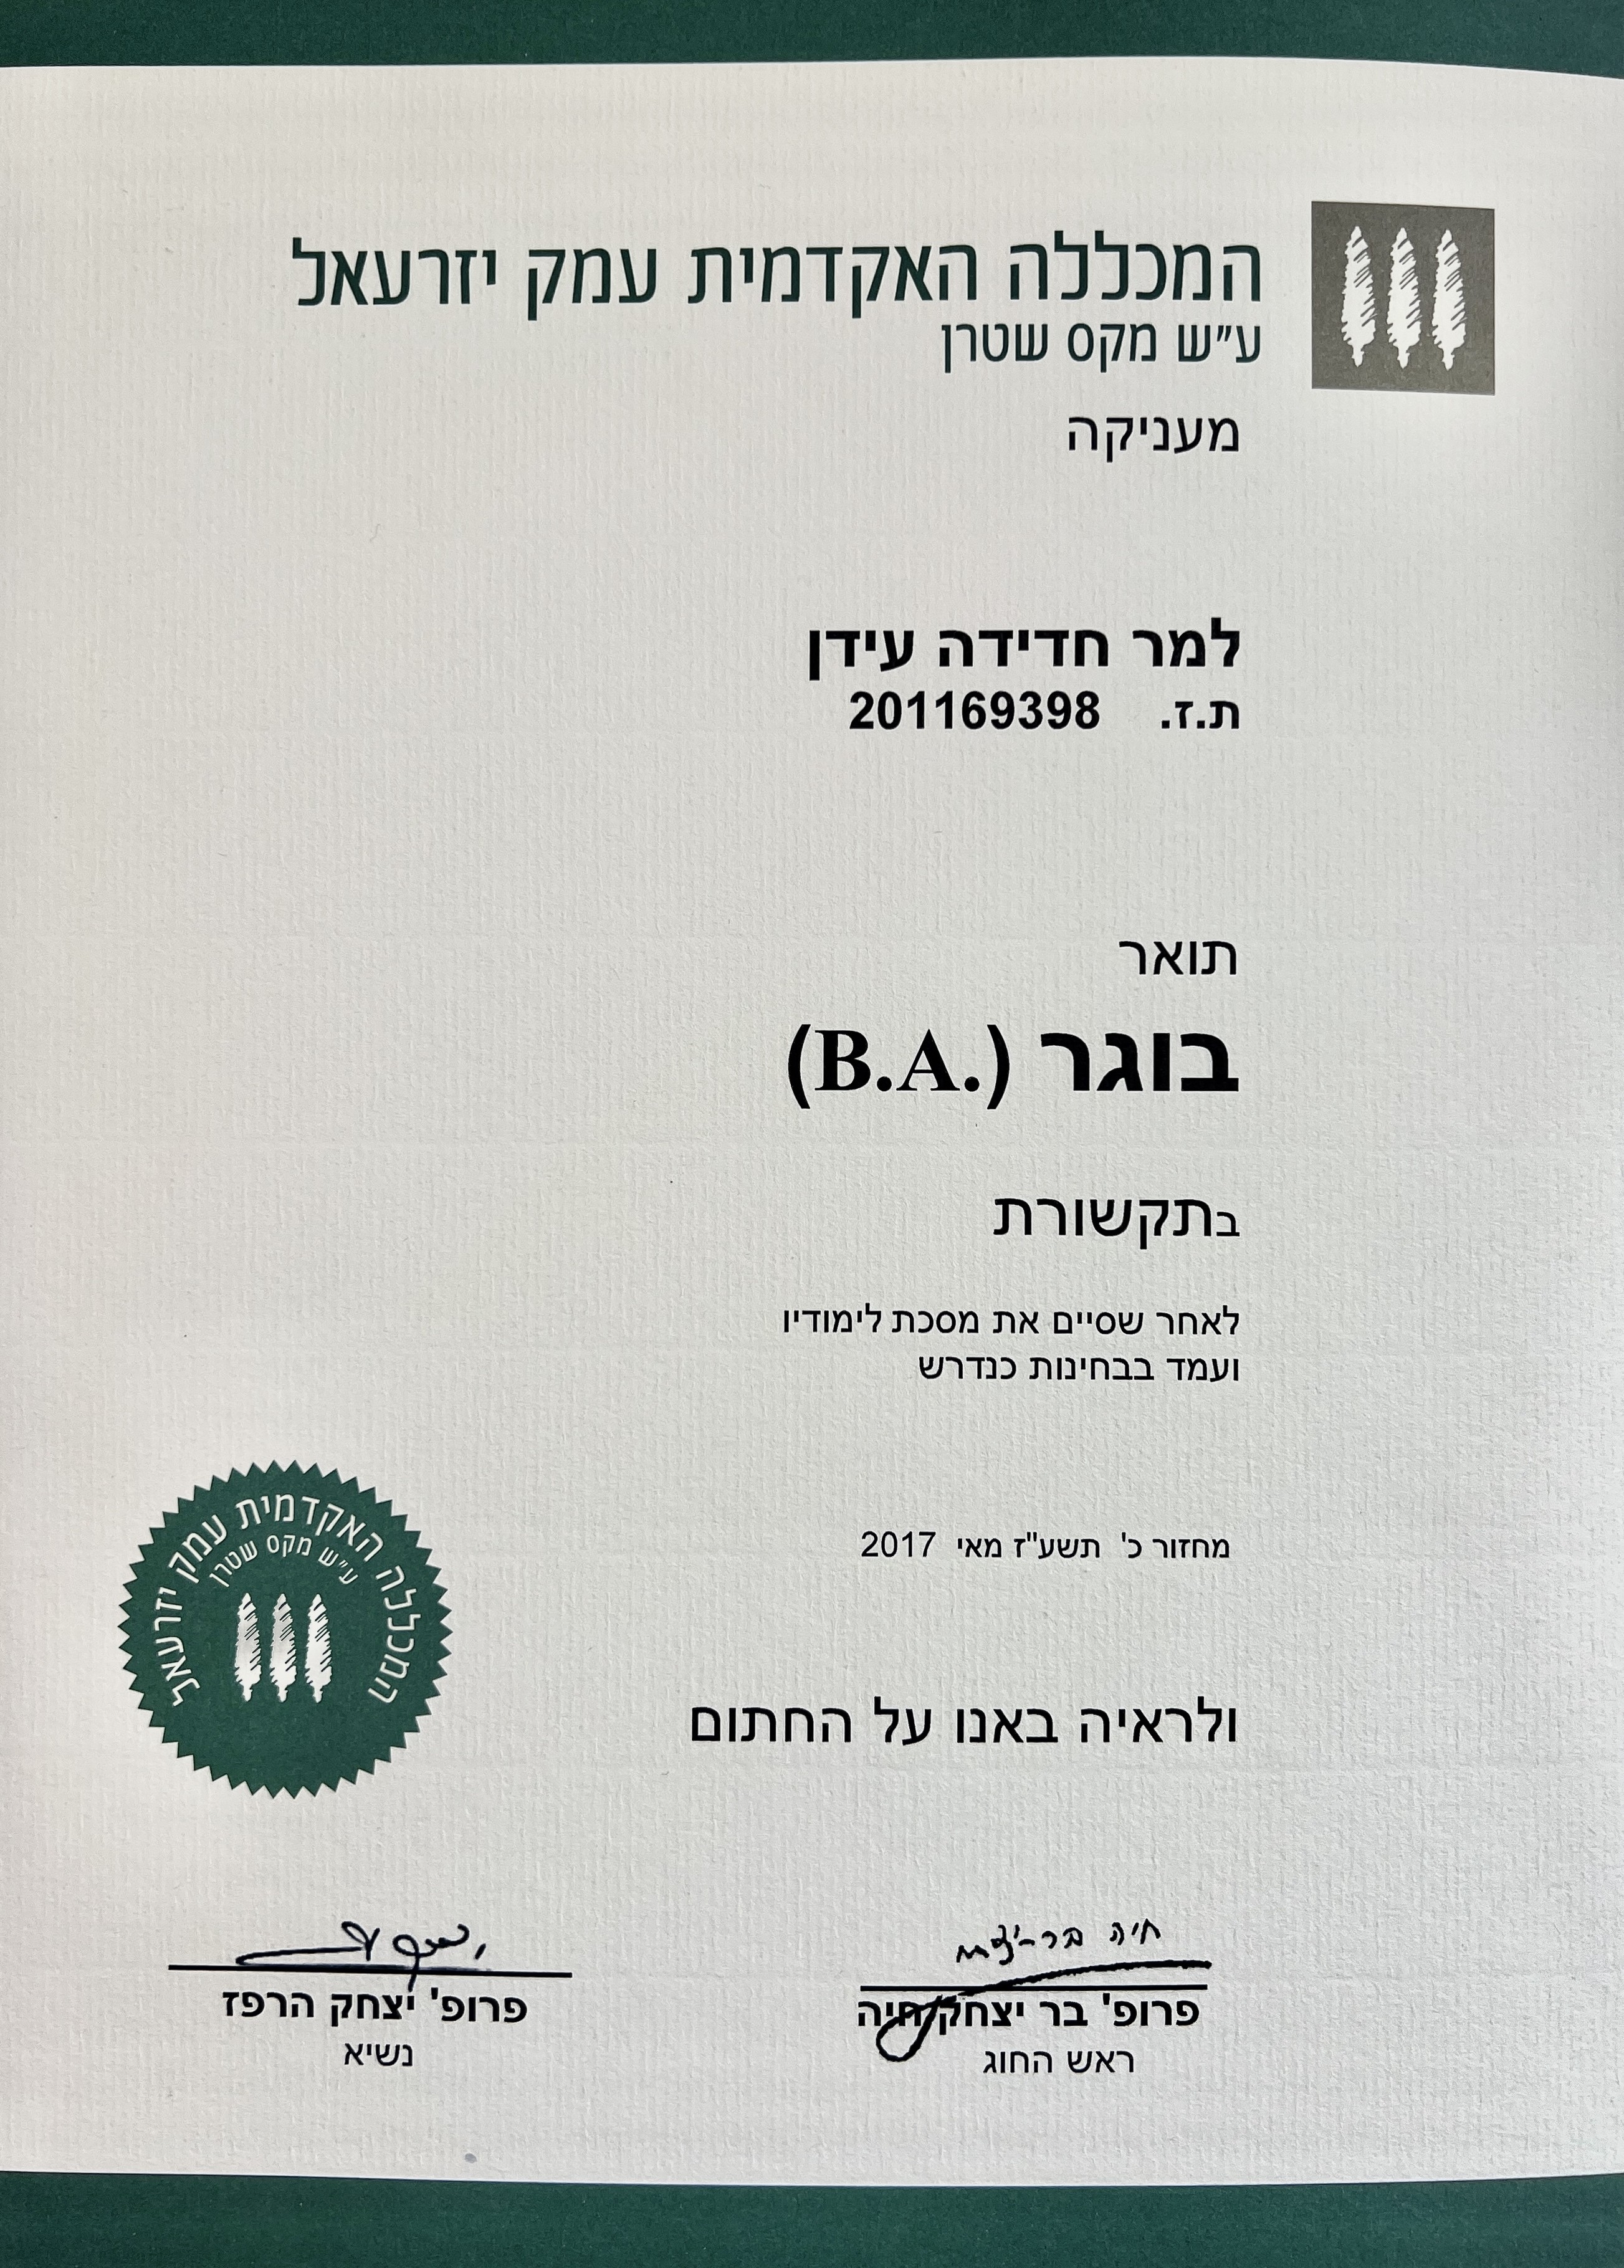 המכללה האקדמית עמק יזרעאל
ע״ש מקס שטרן
מעניקה
למר חדידה עידן
ת.ז. 201169398
תואר
בוגר (B.A.)
בתקשורת
לאחר שסיים את מסכת לימודיו
ועמד בבחינות כנדרש
מחזור כ' תשע"ז מאי 2017
המכללה האקדמית עמק יזרעאל
ע״ש מקס שטרן
ולראיה באנו על החתום
חיה בר-יצחק
פרופ' בר יצחק חיה
ראש החוג
פרופ' יצחק הרפז
נשיא